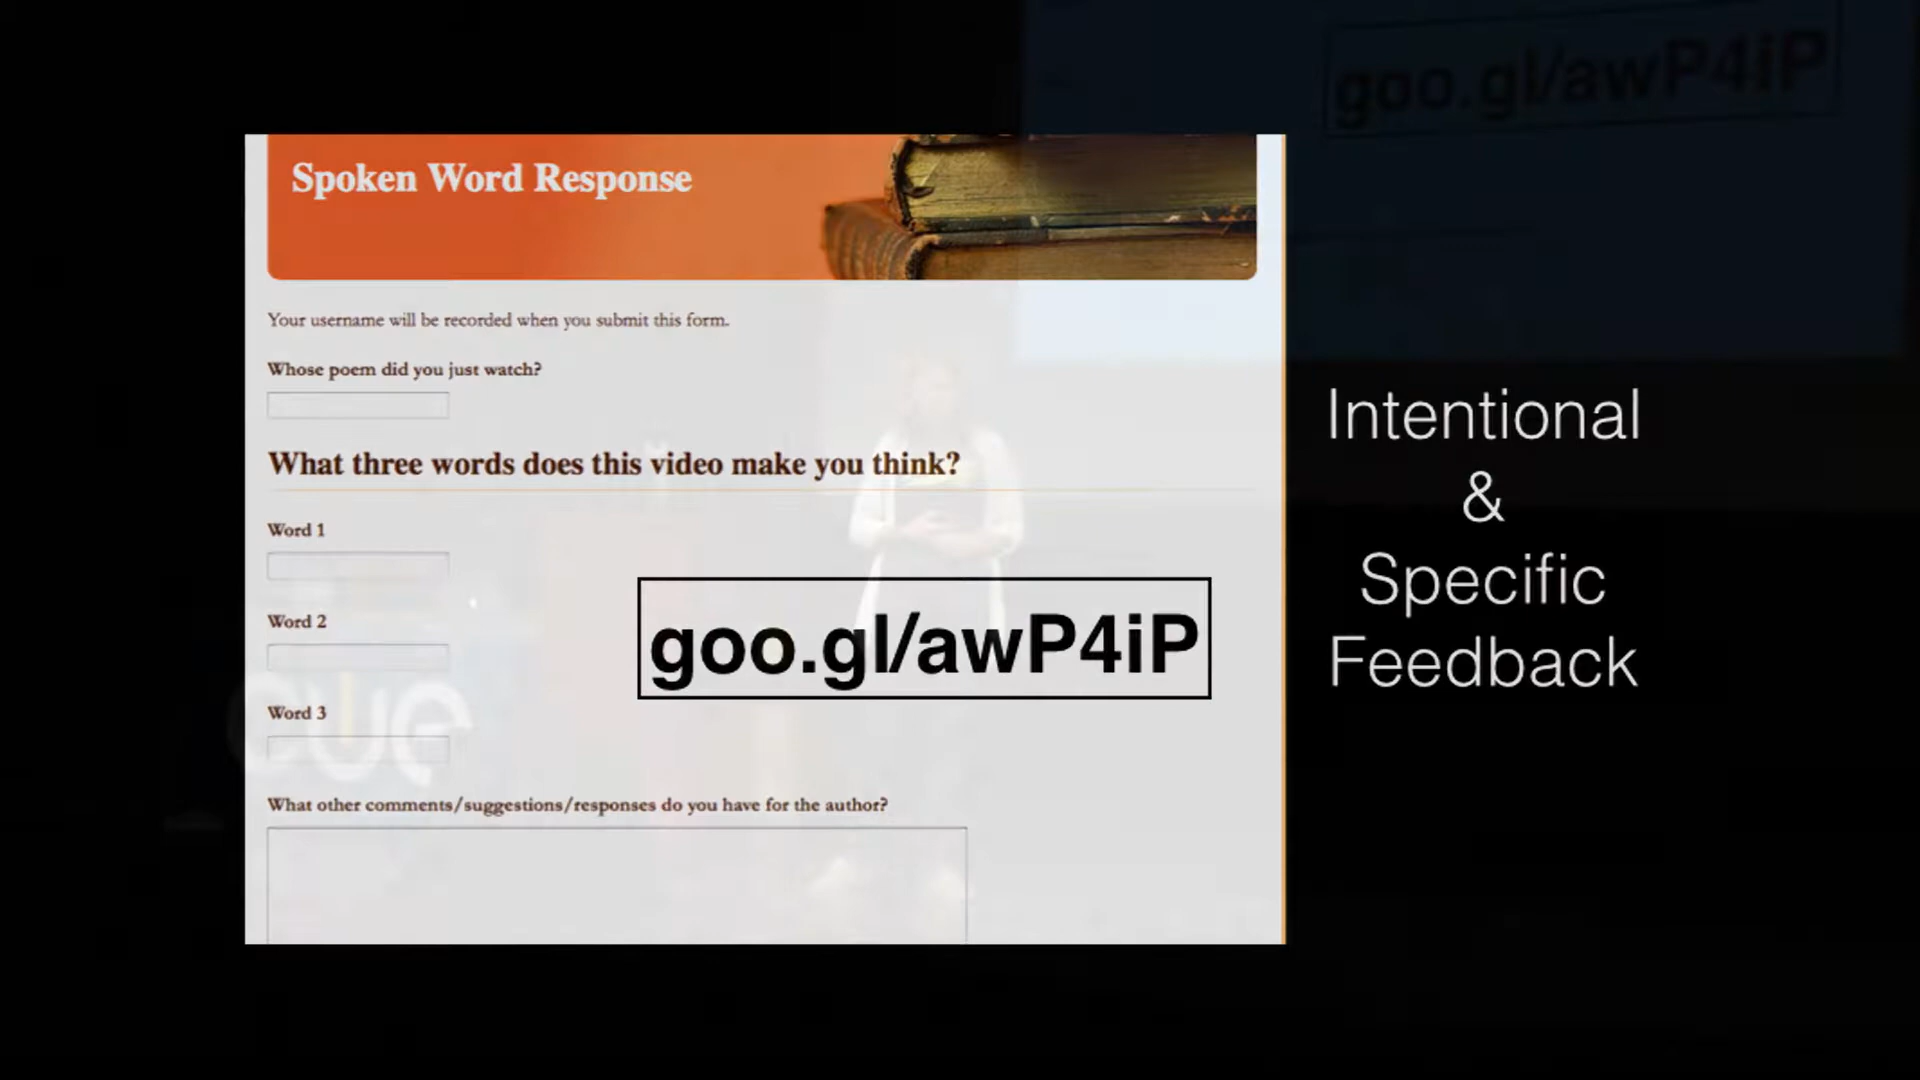 goo.gl/awP4iP
Spoken Word Response
Your username will be recorded when you submit this form.
Whose poem did you just watch?
What three words does this video make you think?
Word 1
Word 2
Word 3
What other comments/suggestions/responses do you have for the author?
goo.gl/awP4iP
cue
Intentional
&
Specific
Feedback